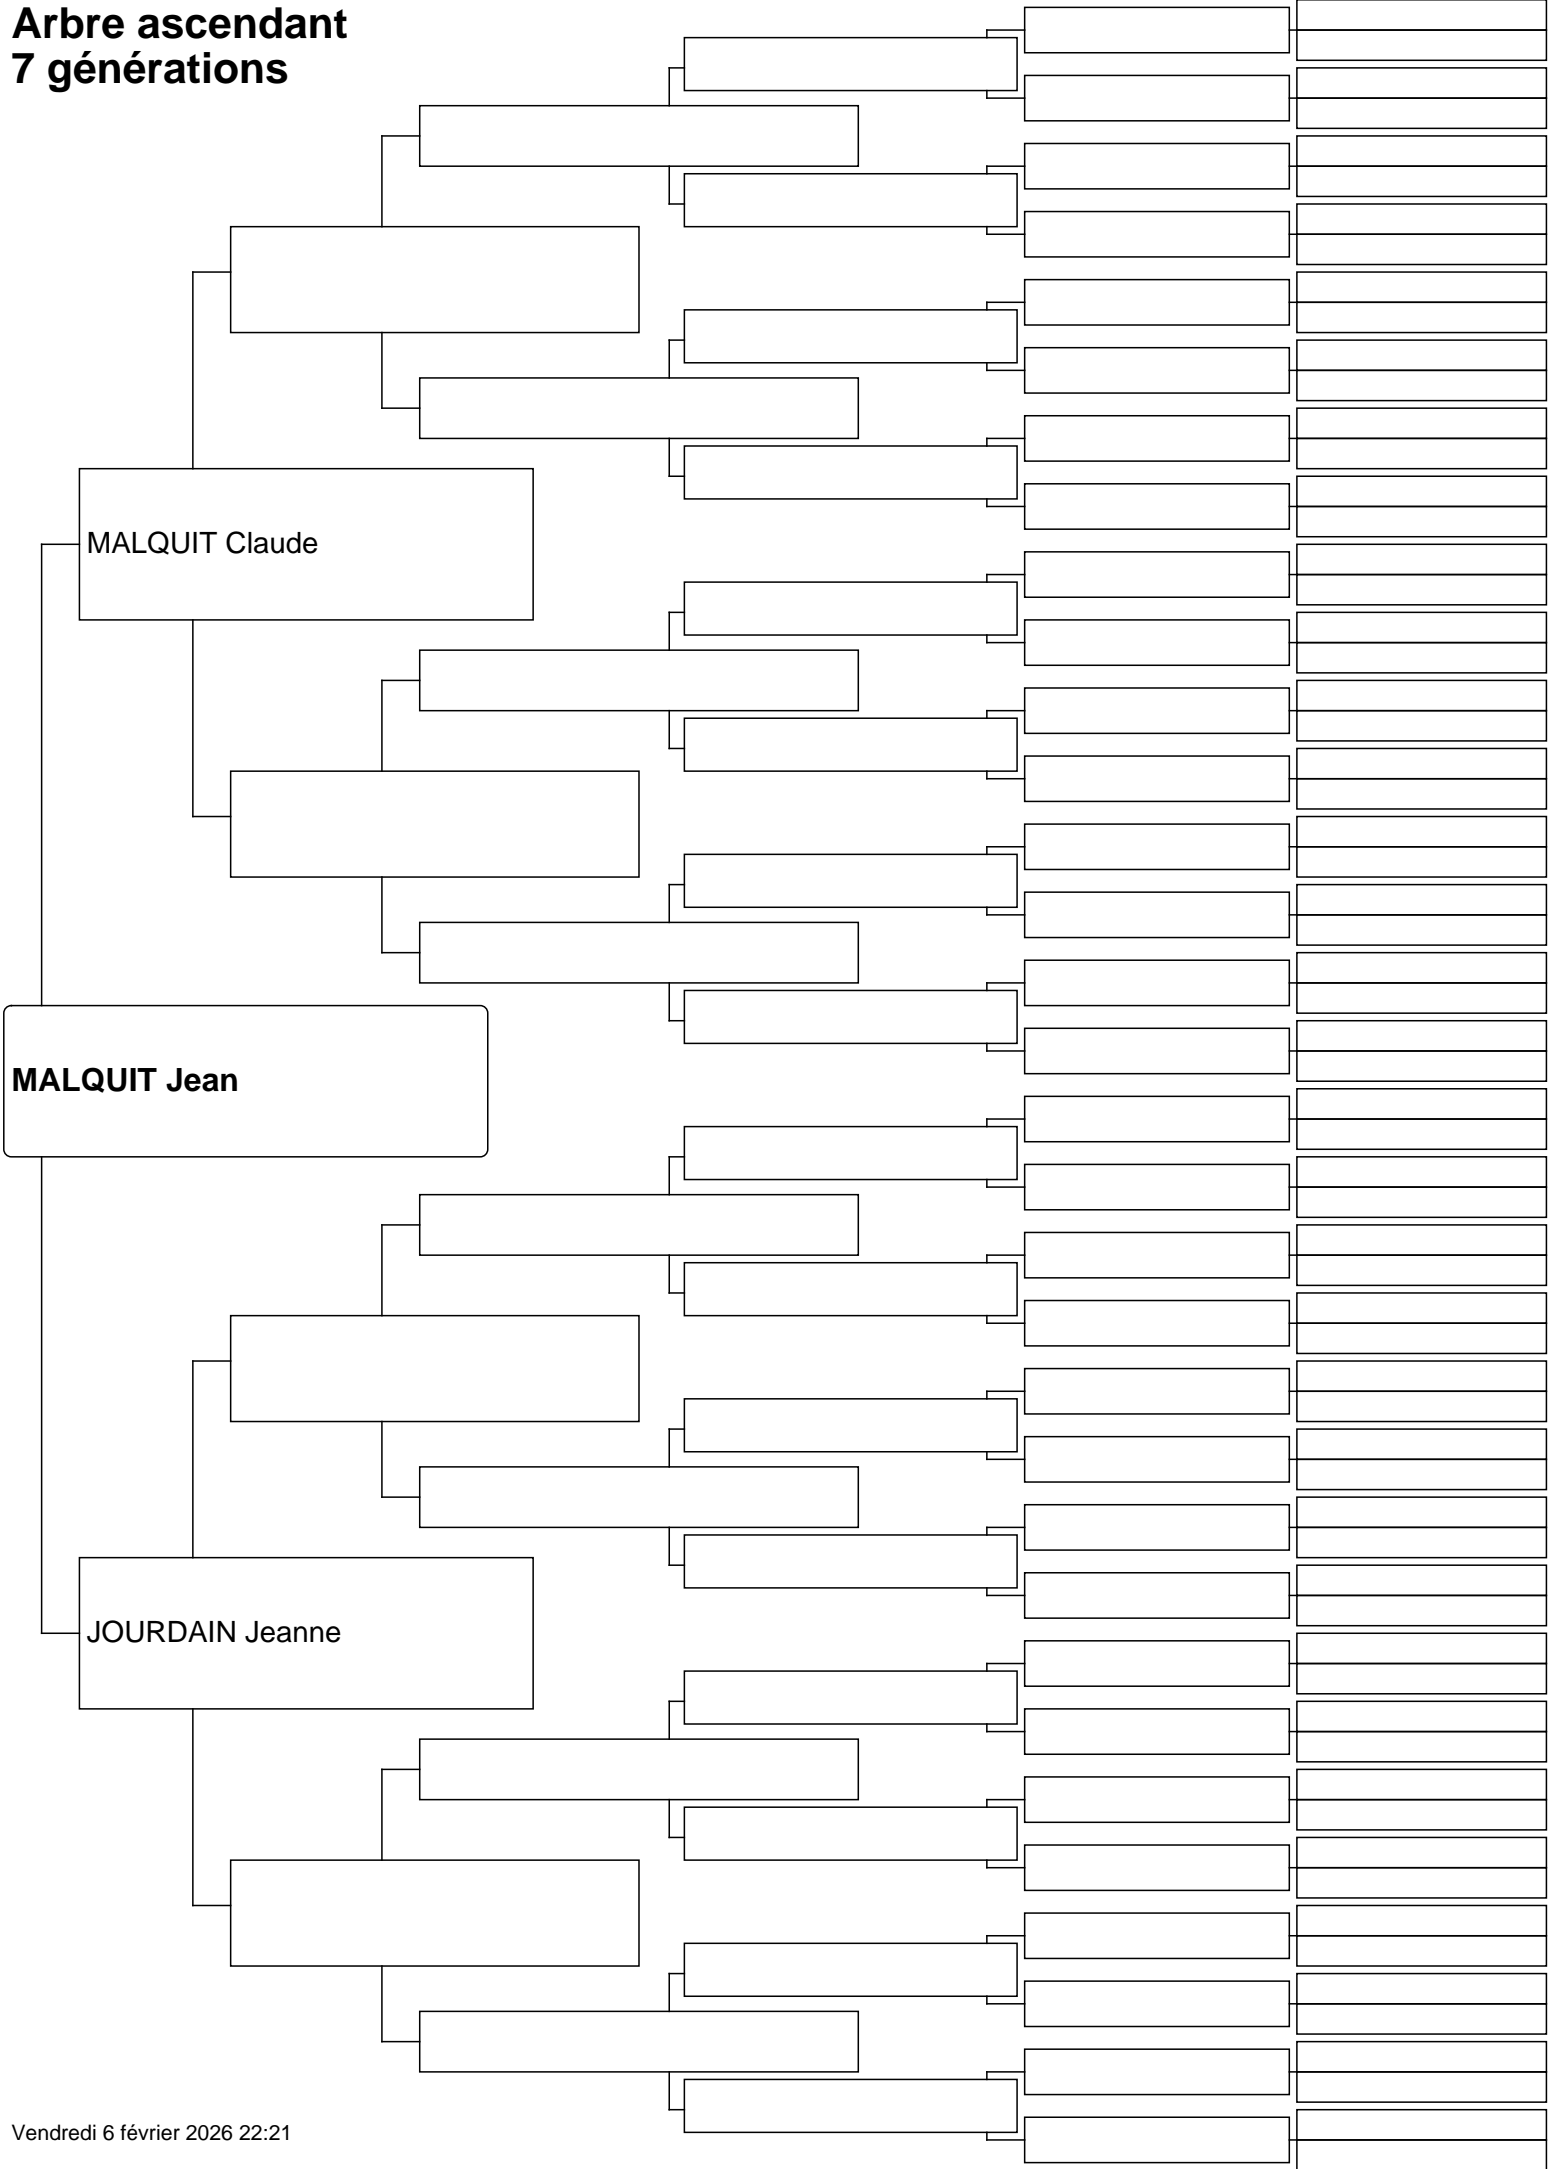 Arbre ascendant
7 générations
MALQUIT Claude
MALQUIT Jean
JOURDAIN Jeanne
Vendredi 6 février 2026 22:21